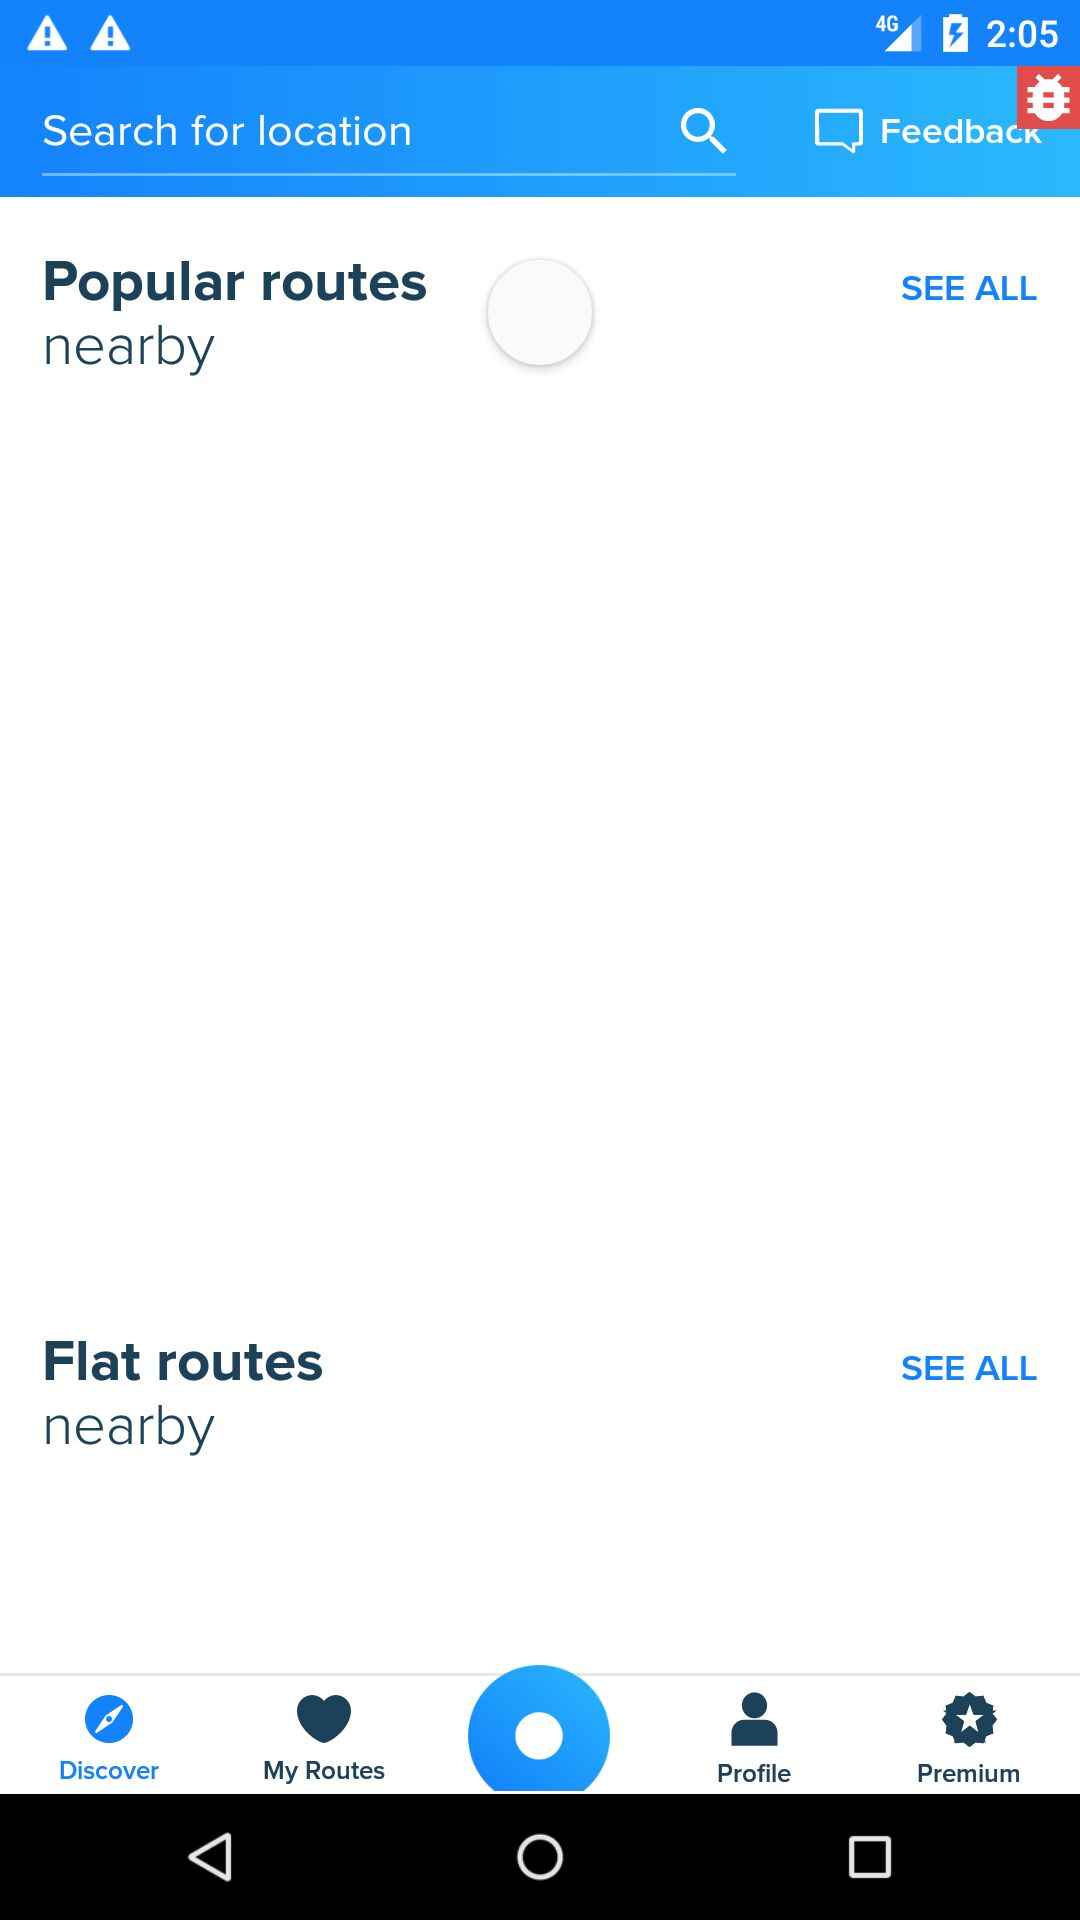 4G 2:05
Search for location
Feedback
Popular routes
SEE ALL
nearby
Flat routes
SEE ALL
nearby
Discover
My Routes
Profile
Premium